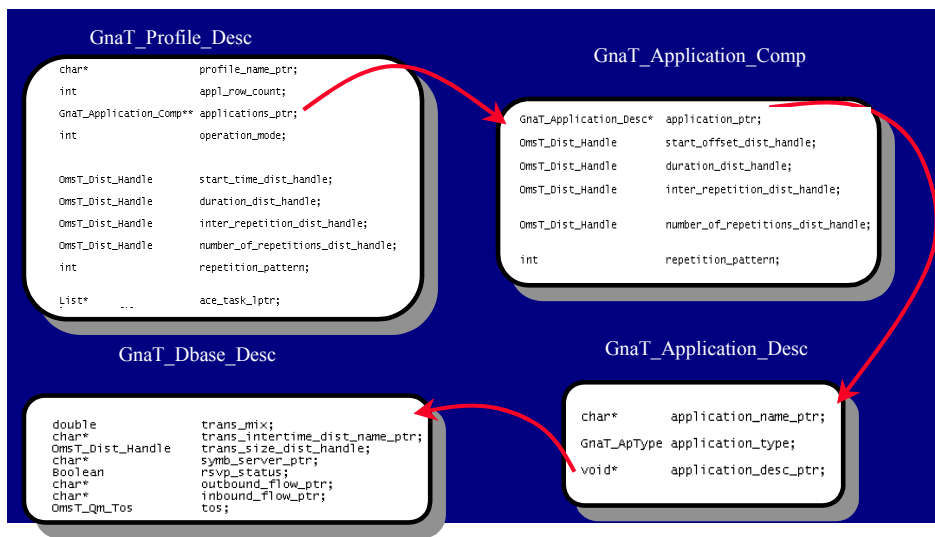 GnaT_Profile_Desc
char* profile_name_ptr;
int appl_row_count;
GnaT_Application_Comp** applications_ptr;
int operation_mode;
OmsT_Dist_Handle start_time_dist_handle;
OmsT_Dist_Handle duration_dist_handle;
OmsT_Dist_Handle inter_repetition_dist_handle;
OmsT_Dist_Handle number_of_repetitions_dist_handle;
int repetition_pattern;
List* ace_task_lptr;
GnaT_Application_Comp
GnaT_Application_Desc* application_ptr;
OmsT_Dist_Handle start_offset_dist_handle;
OmsT_Dist_Handle duration_dist_handle;
OmsT_Dist_Handle inter_repetition_dist_handle;
OmsT_Dist_Handle number_of_repetitions_dist_handle;
int repetition_pattern;
GnaT_Dbase_Desc
double trans_mix;
char* trans_intertime_dist_name_ptr;
OmsT_Dist_Handle trans_size_dist_handle;
char* symb_server_ptr;
Boolean rsvp_status;
char* outbound_flow_ptr;
char* inbound_flow_ptr;
OmsT_Qm_Tos tos;
GnaT_Application_Desc
char* application_name_ptr;
GnaT_ApType application_type;
void* application_desc_ptr;